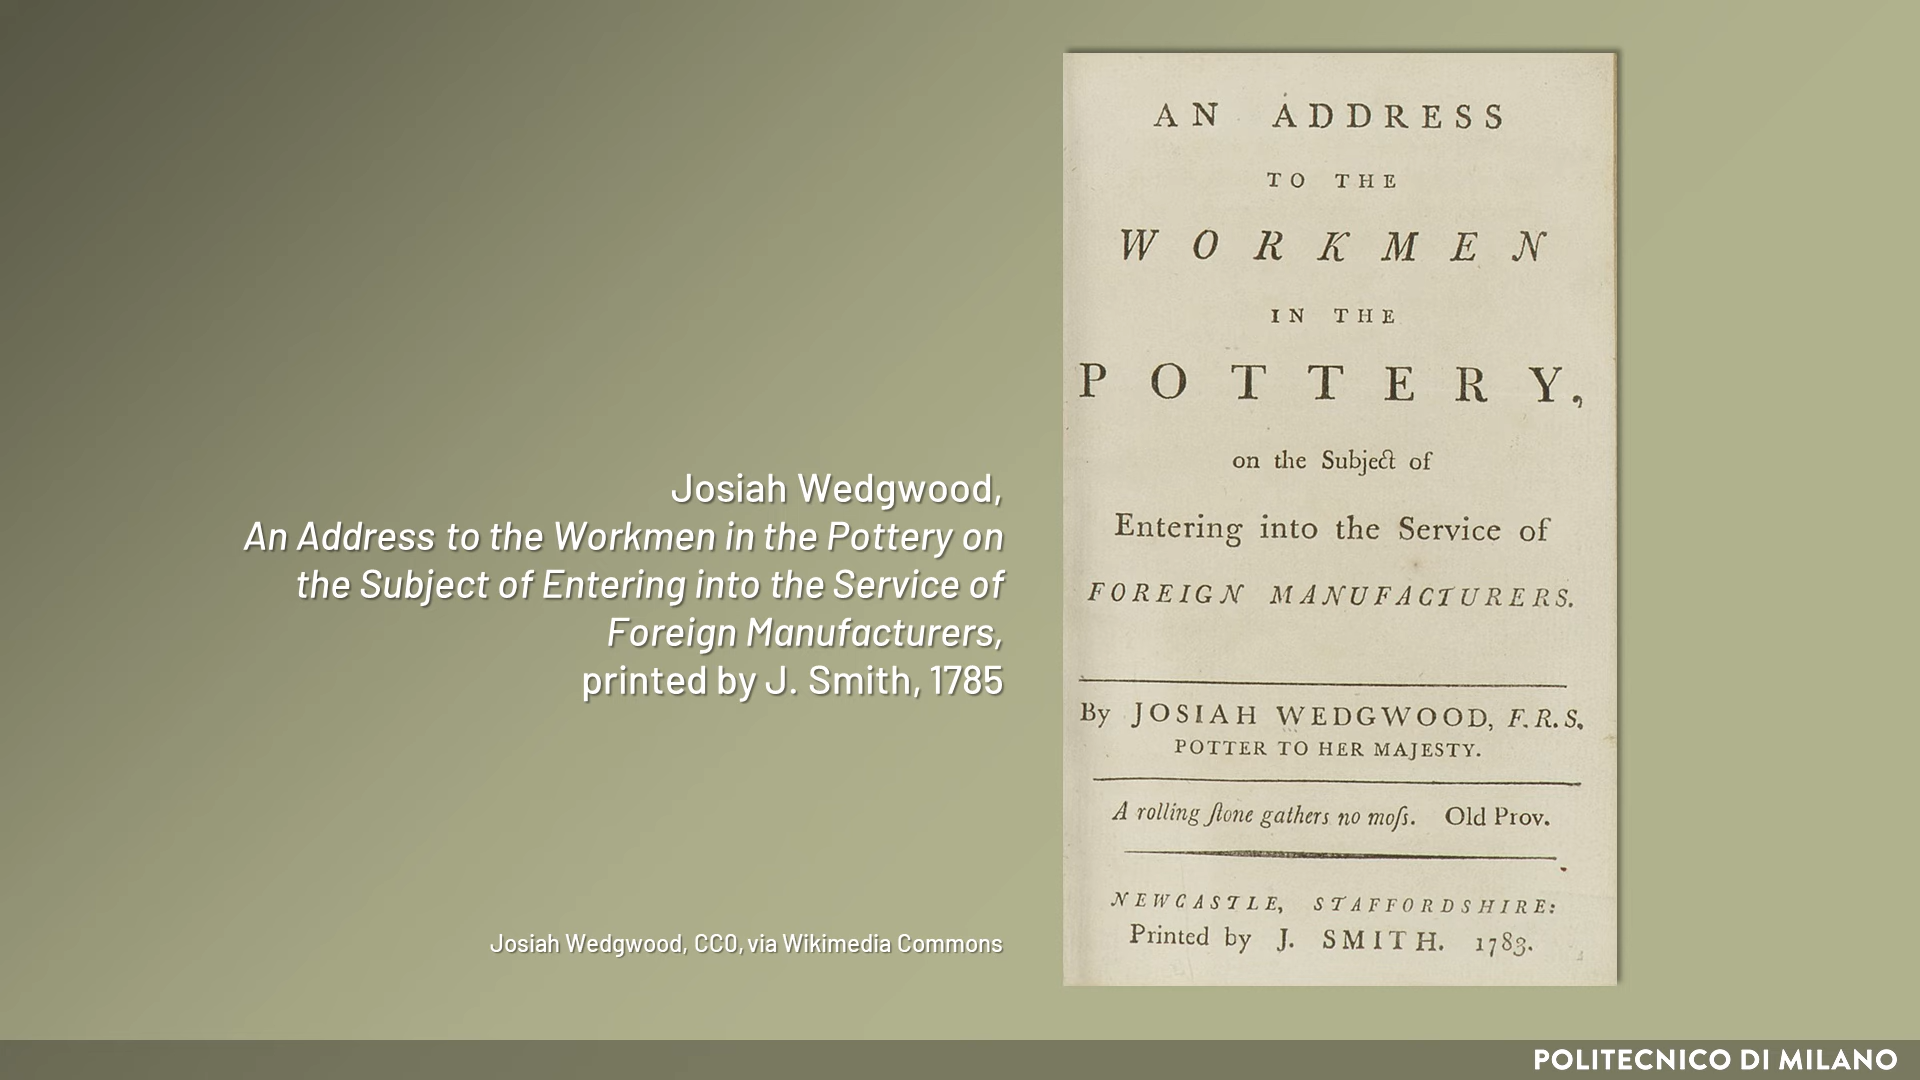 Josiah Wedgwood,
An Address to the Workmen in the Pottery on
the Subject of Entering into the Service of
Foreign Manufacturers,
printed by J. Smith, 1785
Josiah Wedgwood, CC0, via Wikimedia Commons
AN ADDRESS
TO THE
WORKMEN
IN THE
POTTERY,
on the Subject of
Entering into the Service of
FOREIGN MANUFACTURERS.
By JOSIAH WEDGWOOD, F.R.S.
POTTER TO HER MAJESTY.
A rolling ſtone gathers no moſs. Old Prov.
NEWCASTLE, STAFFORDSHIRE:
Printed by J. SMITH. 1783.
POLITECNICO DI MILANO